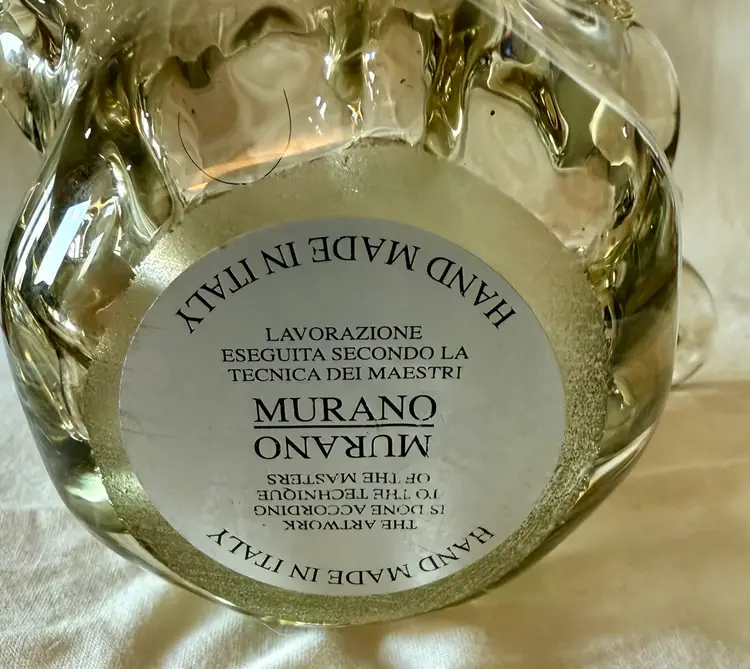 HAND MADE IN ITALY
LAVORAZIONE
ESEGUITA SECONDO LA
TECNICA DEI MAESTRI
MURANO
MURANO
THE ARTWORK
IS DONE ACCORDING
TO THE TECHNIQUE
OF THE MASTERS
HAND MADE IN ITALY